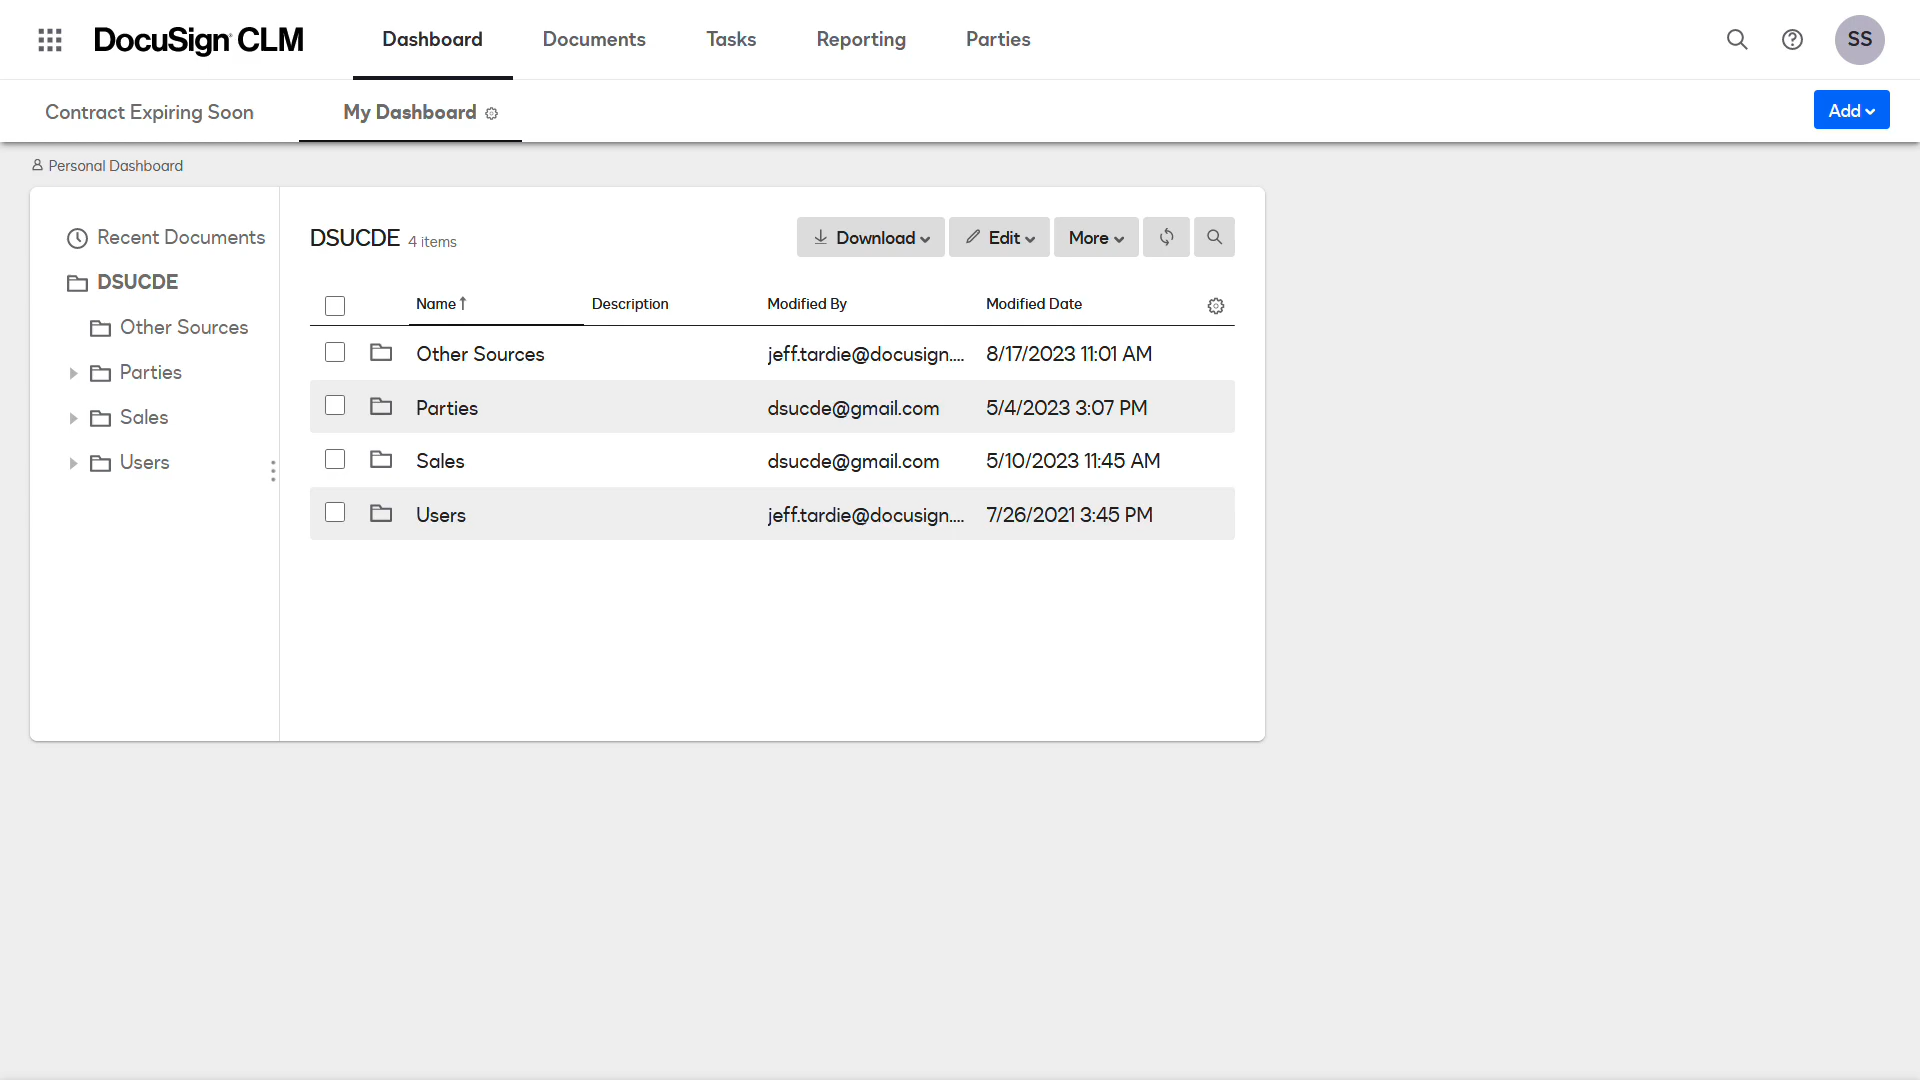 DocuSign CLM
Dashboard
Documents
Tasks
Reporting
Parties
SS
Contract Expiring Soon
My Dashboard
Add
Personal Dashboard
Recent Documents
DSUCDE
Other Sources
Parties
Sales
Users
DSUCDE 4 items
Download
Edit
More
Name Description Modified By Modified Date
Other Sources jeff.tardie@docusign.... 8/17/2023 11:01 AM
Parties dsucde@gmail.com 5/4/2023 3:07 PM
Sales dsucde@gmail.com 5/10/2023 11:45 AM
Users jeff.tardie@docusign.... 7/26/2021 3:45 PM